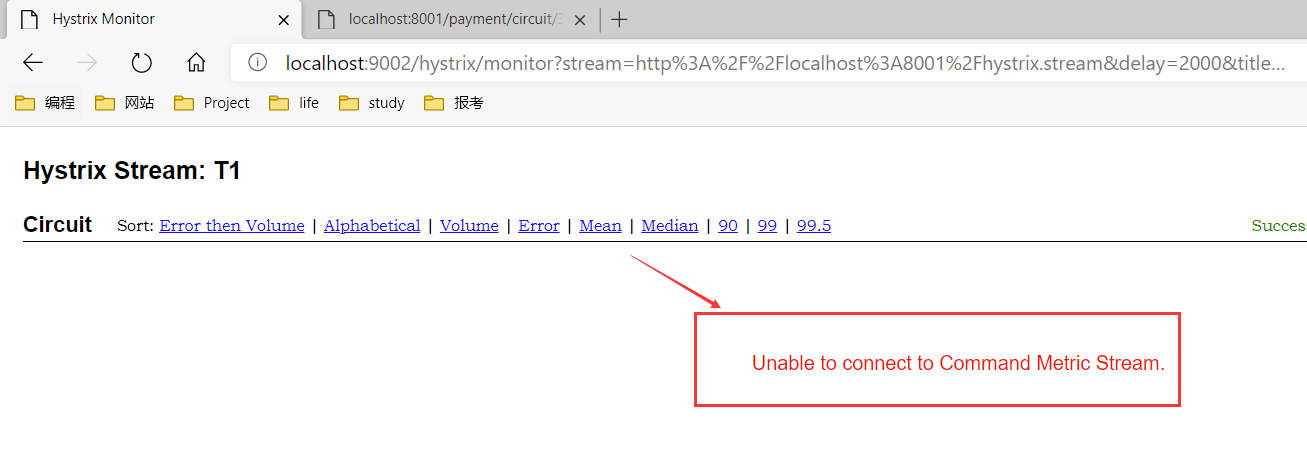 Hystrix Monitor
localhost:8001/payment/circuit/3
localhost:9002/hystrix/monitor?stream=http%3A%2F%2Flocalhost%3A8001%2Fhystrix.stream&delay=2000&title...
编程 网站 Project life study 报考
Hystrix Stream: T1
Circuit Sort: Error then Volume | Alphabetical | Volume | Error | Mean | Median | 90 | 99 | 99.5 Success
Unable to connect to Command Metric Stream.